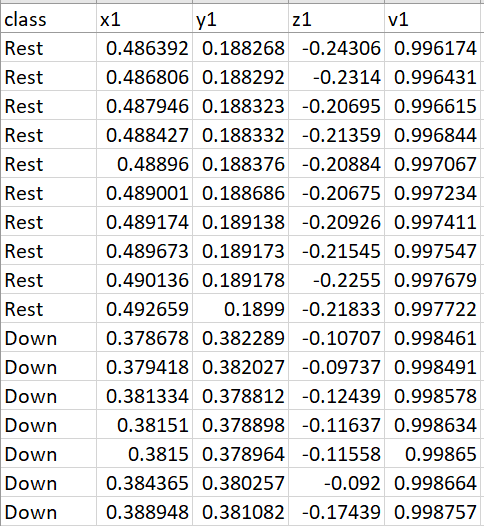 class x1 y1 z1 v1
Rest 0.486392 0.188268 -0.24306 0.996174
Rest 0.486806 0.188292 -0.2314 0.996431
Rest 0.487946 0.188323 -0.20695 0.996615
Rest 0.488427 0.188332 -0.21359 0.996844
Rest 0.48896 0.188376 -0.20884 0.997067
Rest 0.489001 0.188686 -0.20675 0.997234
Rest 0.489174 0.189138 -0.20926 0.997411
Rest 0.489673 0.189173 -0.21545 0.997547
Rest 0.490136 0.189178 -0.2255 0.997679
Rest 0.492659 0.1899 -0.21833 0.997722
Down 0.378678 0.382289 -0.10707 0.998461
Down 0.379418 0.382027 -0.09737 0.998491
Down 0.381334 0.378812 -0.12439 0.998578
Down 0.38151 0.378898 -0.11637 0.998634
Down 0.3815 0.378964 -0.11558 0.99865
Down 0.384365 0.380257 -0.092 0.998664
Down 0.388948 0.381082 -0.17439 0.998757